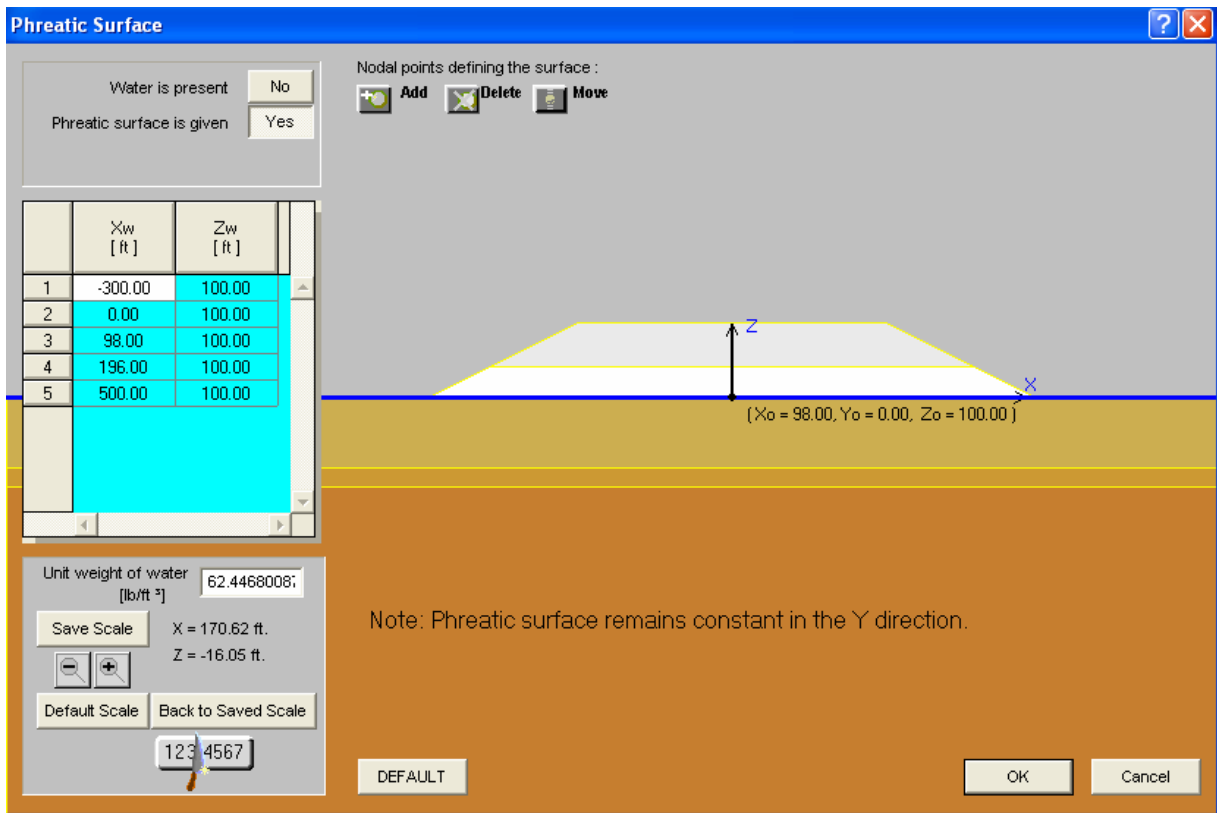 Phreatic Surface
Water is present No
Phreatic surface is given Yes
Nodal points defining the surface :
Add Delete Move
Xw [ ft ] Zw [ ft ]
1 -300.00 100.00
2 0.00 100.00
3 98.00 100.00
4 196.00 100.00
5 500.00 100.00
Z
X
( Xo = 98.00, Yo = 0.00, Zo = 100.00 )
Unit weight of water
[lb/ft ³]
62.4468008
Save Scale
X = 170.62 ft.
Z = -16.05 ft.
Default Scale Back to Saved Scale
1234567
Note: Phreatic surface remains constant in the Y direction.
DEFAULT
OK
Cancel